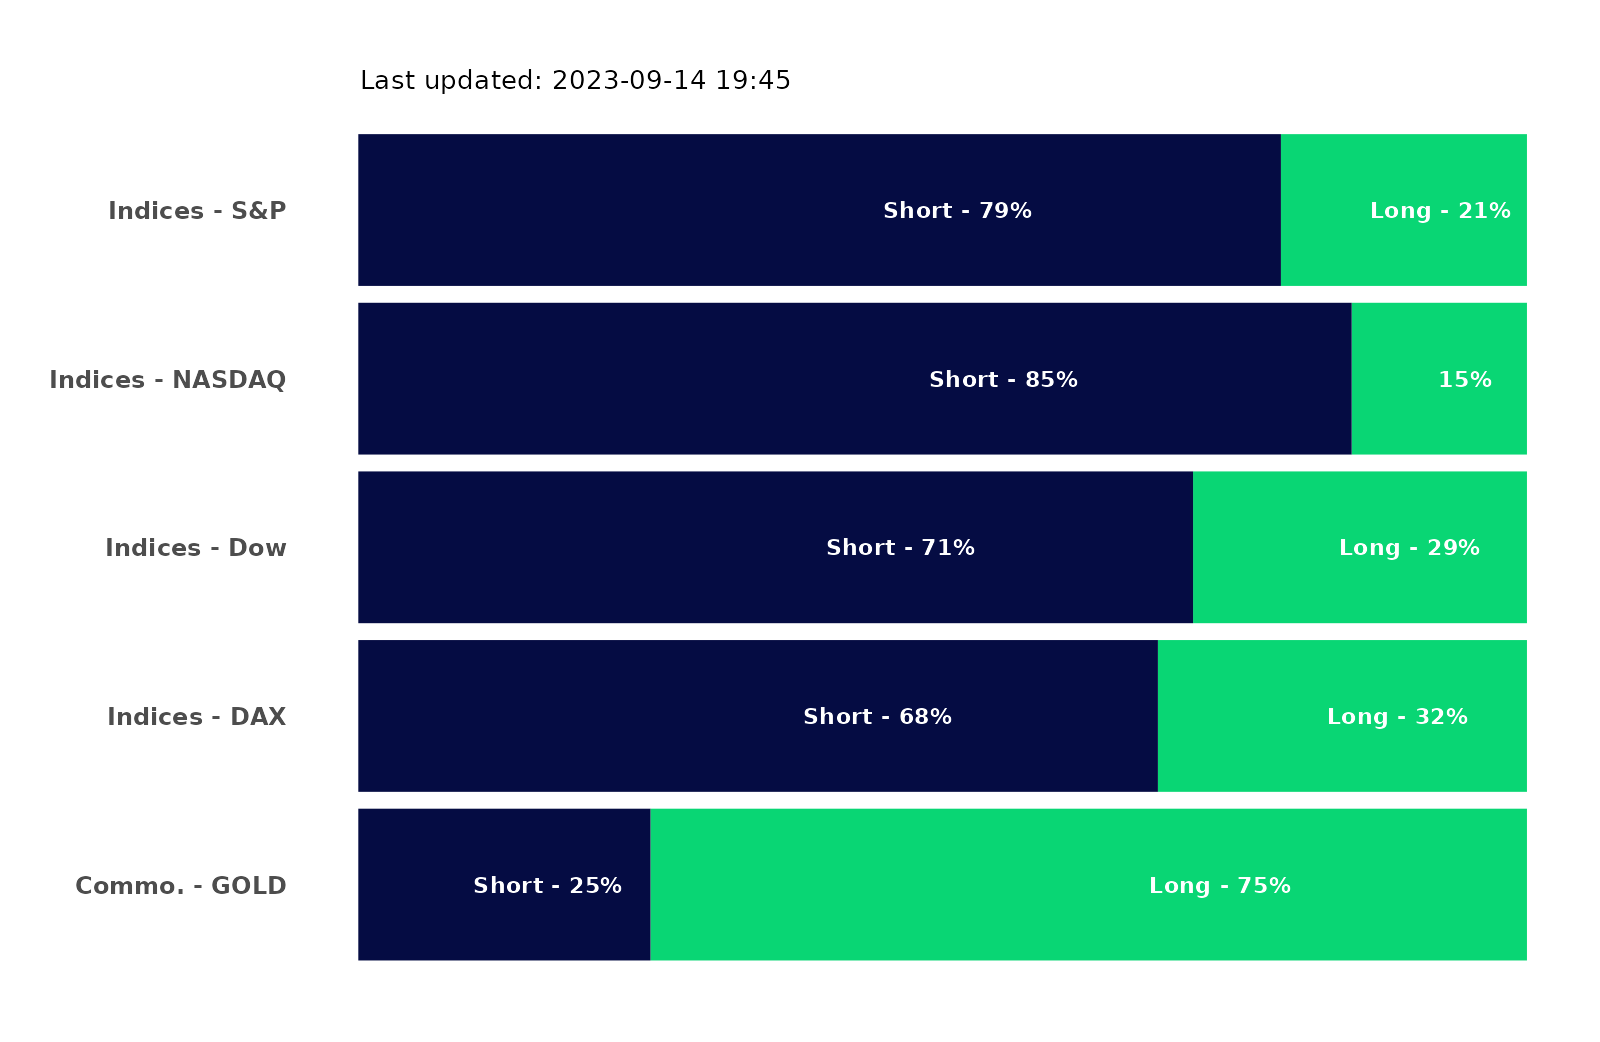 Last updated: 2023-09-14 19:45
Indices - S&P
Short - 79%
Long - 21%
Indices - NASDAQ
Short - 85%
15%
Indices - Dow
Short - 71%
Long - 29%
Indices - DAX
Short - 68%
Long - 32%
Commo. - GOLD
Short - 25%
Long - 75%